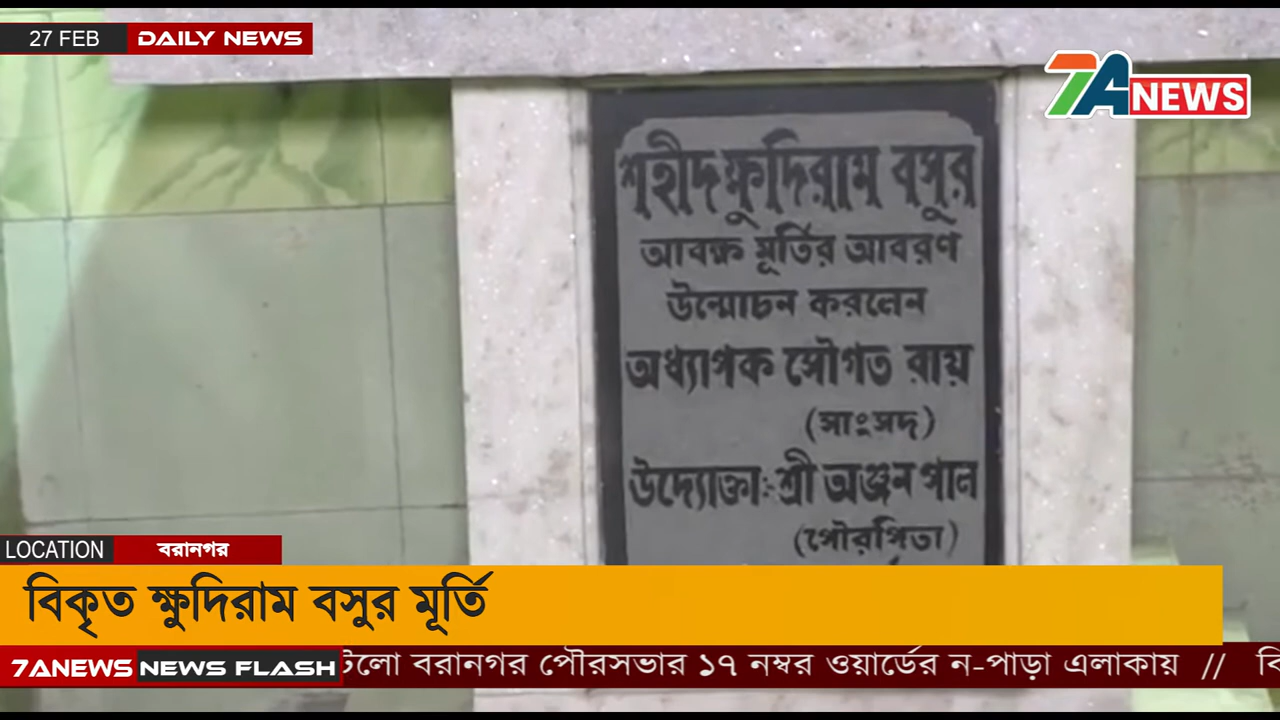 27 FEB DAILY NEWS
7A NEWS
শহীদ ক্ষুদিরাম বসুর
আবক্ষ মূর্তির আবরণ
উন্মোচন করলেন
অধ্যাপক সৌগত রায়
(সাংসদ)
উদ্যোক্তা: শ্রী অঞ্জন পাল
(পৌরপিতা)
LOCATION বরানগর
বিকৃত ক্ষুদিরাম বসুর মূর্তি
7ANEWS NEWS FLASH টলো বরানগর পৌরসভার ১৭ নম্বর ওয়ার্ডের ন-পাড়া এলাকায় // বি